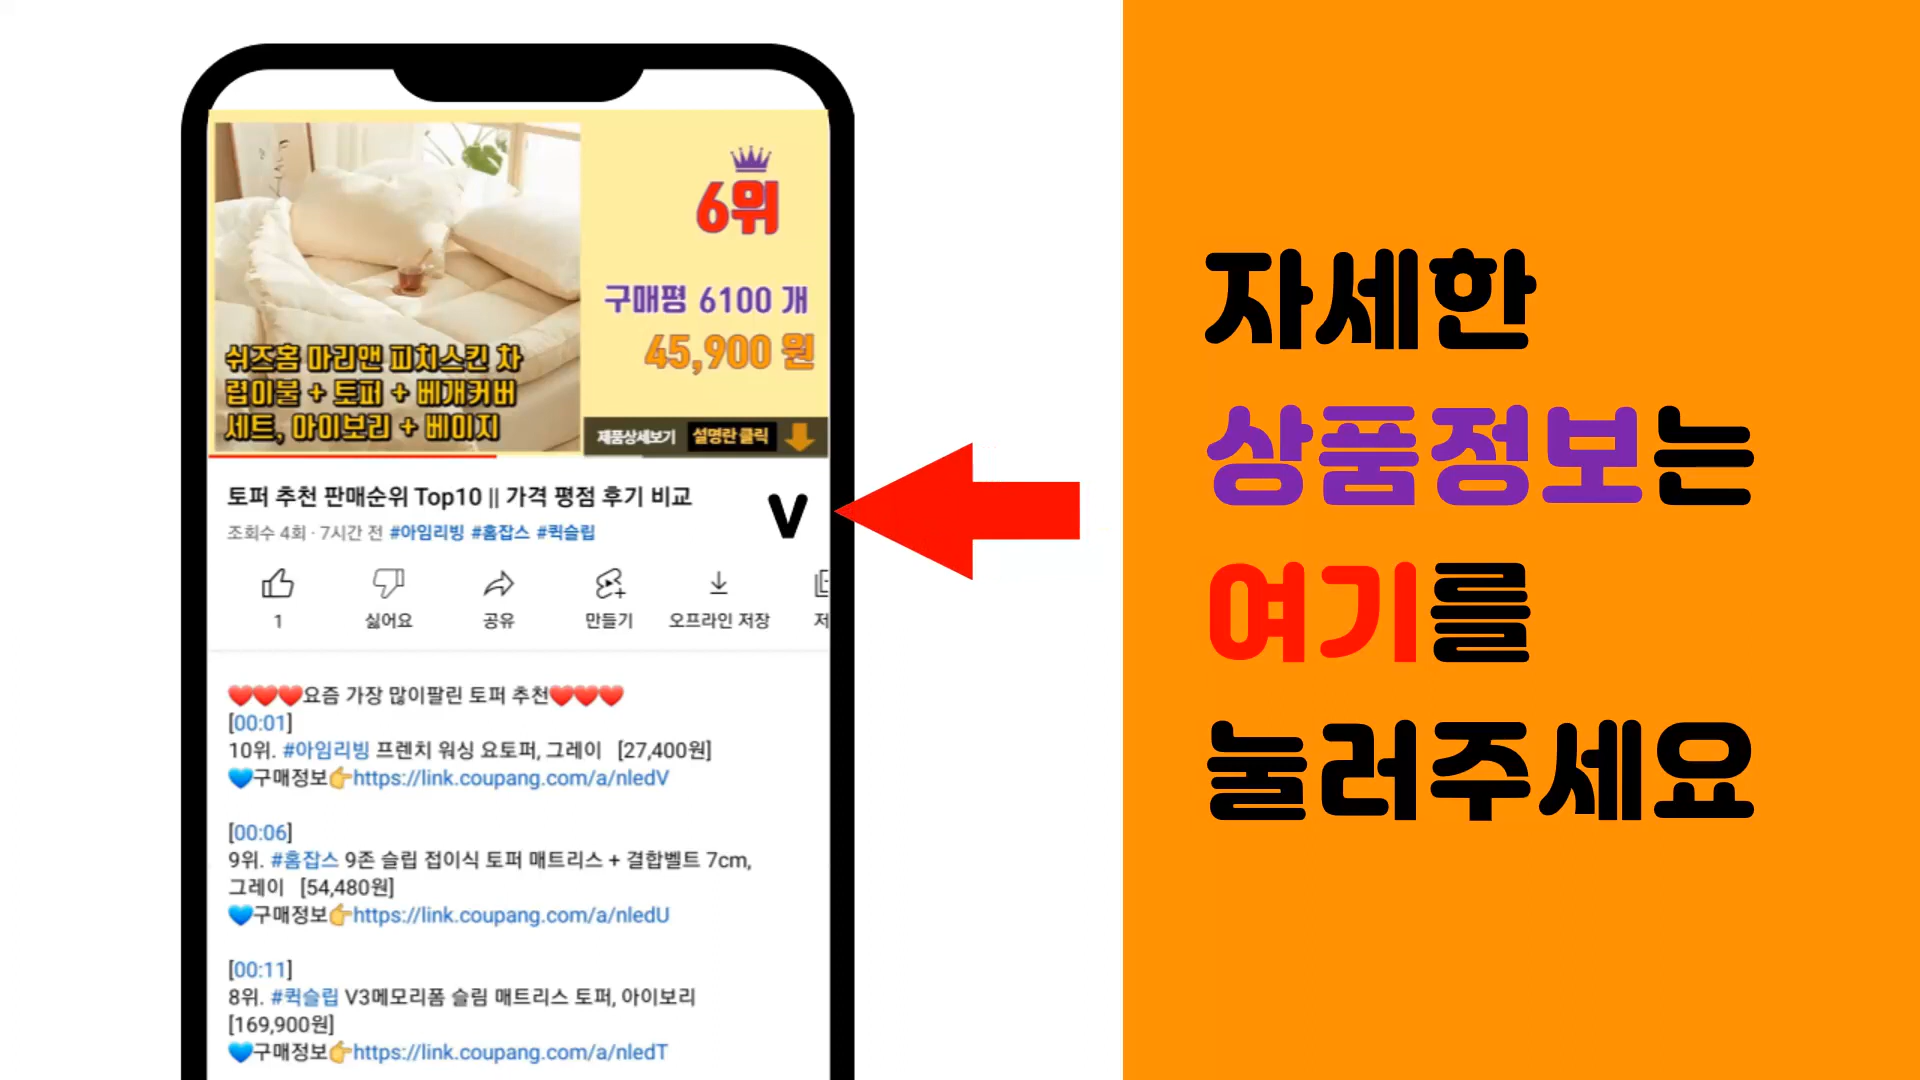 6위
구매평 6100 개
45,900 원
쉬즈홈 마리앤 피치스킨 차
렵이불 + 토퍼 + 베개커버
세트, 아이보리 + 베이지
제품상세보기 설명란 클릭
토퍼 추천 판매순위 Top10 || 가격 평점 후기 비교
V
조회수 4회 · 7시간 전 #아임리빙 #홈잡스 #퀵슬립
1 싫어요 공유 만들기 오프라인 저장 저
❤️❤️❤️요즘 가장 많이팔린 토퍼 추천❤️❤️❤️
[00:01]
10위. #아임리빙 프렌치 워싱 요토퍼, 그레이 [27,400원]
💙구매정보👉https://link.coupang.com/a/nledV
[00:06]
9위. #홈잡스 9존 슬립 접이식 토퍼 매트리스 + 결합벨트 7cm,
그레이 [54,480원]
💙구매정보👉https://link.coupang.com/a/nledU
[00:11]
8위. #퀵슬립 V3메모리폼 슬림 매트리스 토퍼, 아이보리
[169,900원]
💙구매정보👉https://link.coupang.com/a/nledT
자세한
상품정보는
여기를
눌러주세요